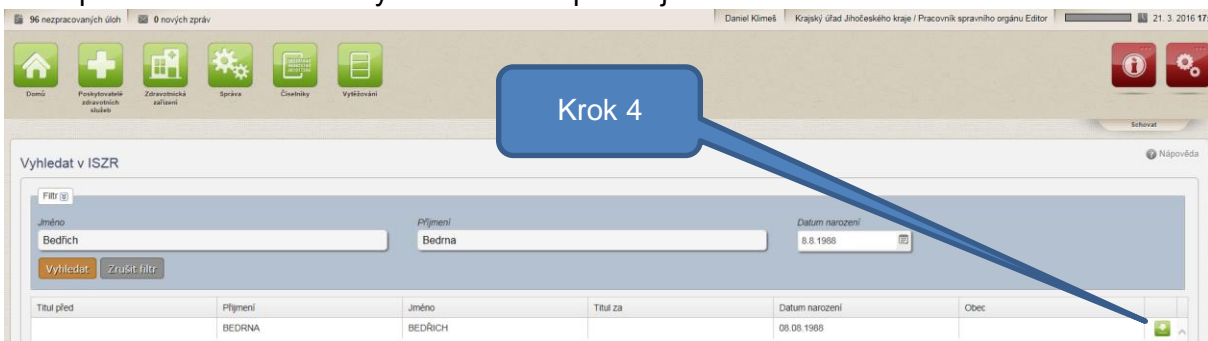 96 nezpracovaných úloh 0 nových zpráv Daniel Klimeš Krajský úřad Jihočeského kraje / Pracovník spravního orgánu Editor 21. 3. 2016 17:
Domů Poskytovatelé zdravotních služeb Zdravotnická zařízení Správa Číselníky Vytěžování
Krok 4
Schovat
Vyhledat v ISZR Nápověda
Filtr
Jméno Příjmení Datum narození
Bedřich Bedrna 8.8.1988
Vyhledat Zrušit filtr
Titul před Příjmení Jméno Titul za Datum narození Obec
BEDRNA BEDŘICH 08.08.1988